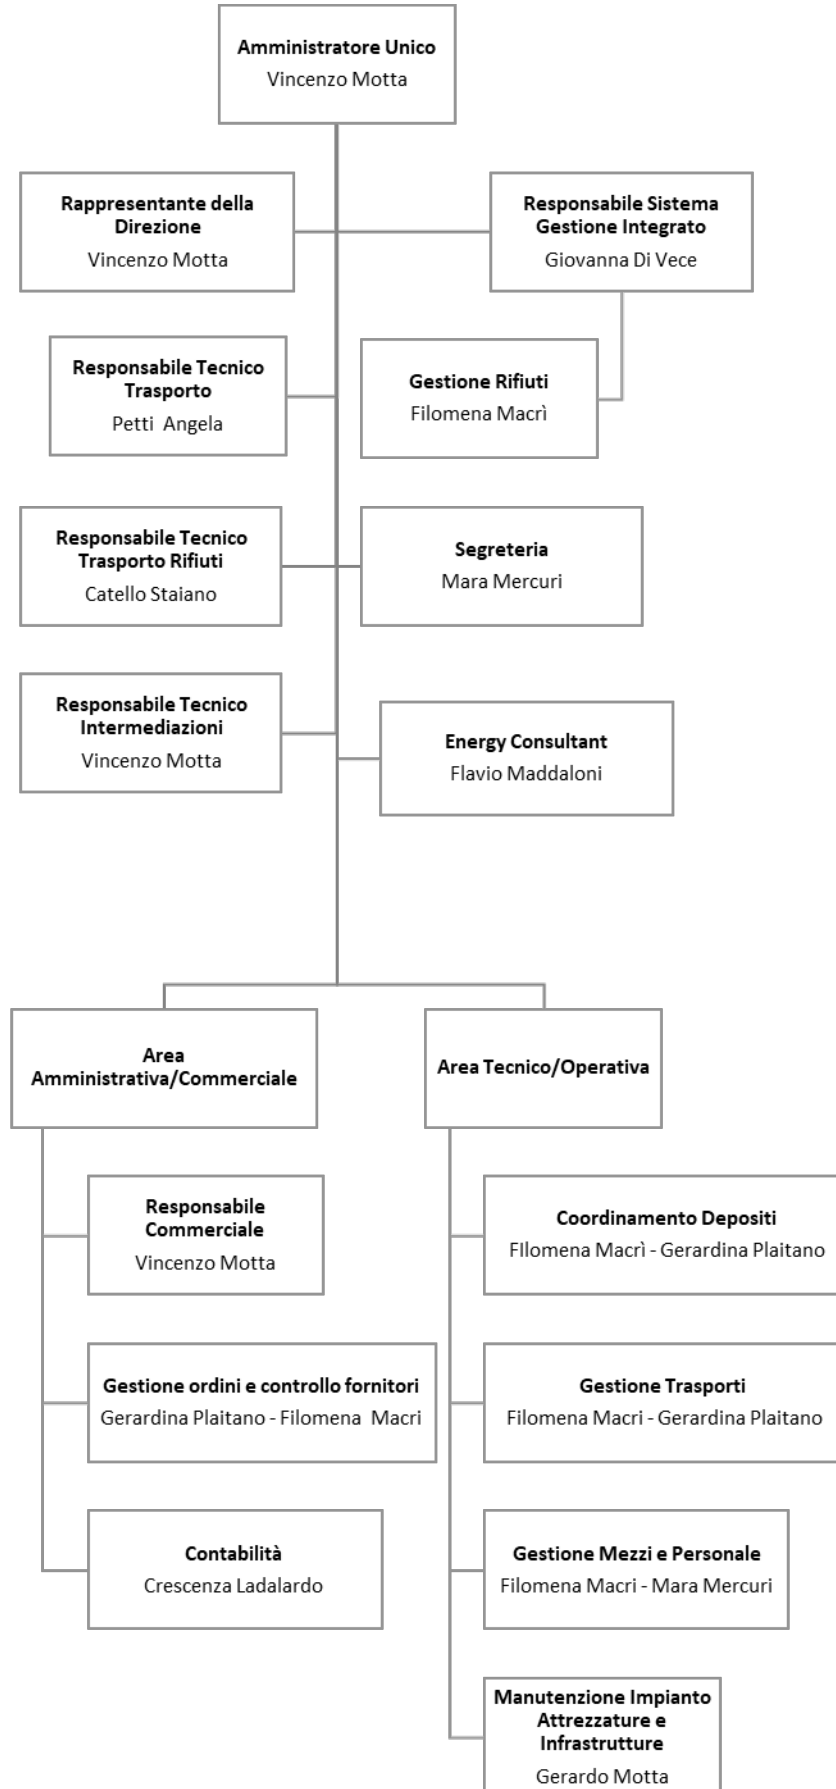 Amministratore Unico
Vincenzo Motta
Rappresentante della
Direzione
Vincenzo Motta
Responsabile Sistema
Gestione Integrato
Giovanna Di Vece
Responsabile Tecnico
Trasporto
Petti  Angela
Gestione Rifiuti
Filomena Macrì
Responsabile Tecnico
Trasporto Rifiuti
Catello Staiano
Segreteria
Mara Mercuri
Responsabile Tecnico
Intermediazioni
Vincenzo Motta
Energy Consultant
Flavio Maddaloni
Area
Amministrativa/Commerciale
Area Tecnico/Operativa
Responsabile
Commerciale
Vincenzo Motta
Coordinamento Depositi
FIlomena Macrì - Gerardina Plaitano
Gestione ordini e controllo fornitori
Gerardina Plaitano - Filomena  Macri
Gestione Trasporti
Filomena Macri - Gerardina Plaitano
Contabilità
Crescenza Ladalardo
Gestione Mezzi e Personale
Filomena Macri - Mara Mercuri
Manutenzione Impianto
Attrezzature e
Infrastrutture
Gerardo Motta